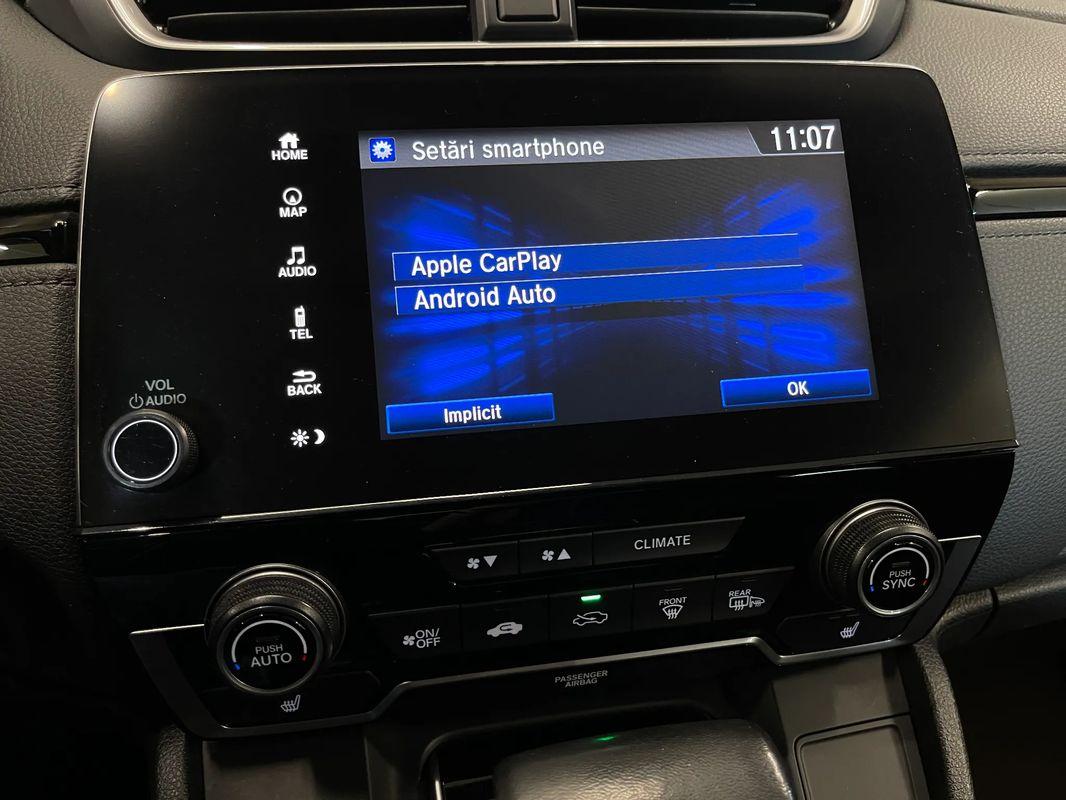 HOME
Setări smartphone
11:07
MAP
AUDIO
Apple CarPlay
Android Auto
TEL
BACK
Implicit
OK
VOL
AUDIO
CLIMATE
PUSH
AUTO
ON/
OFF
FRONT
REAR
PUSH
SYNC
PASSENGER
AIRBAG